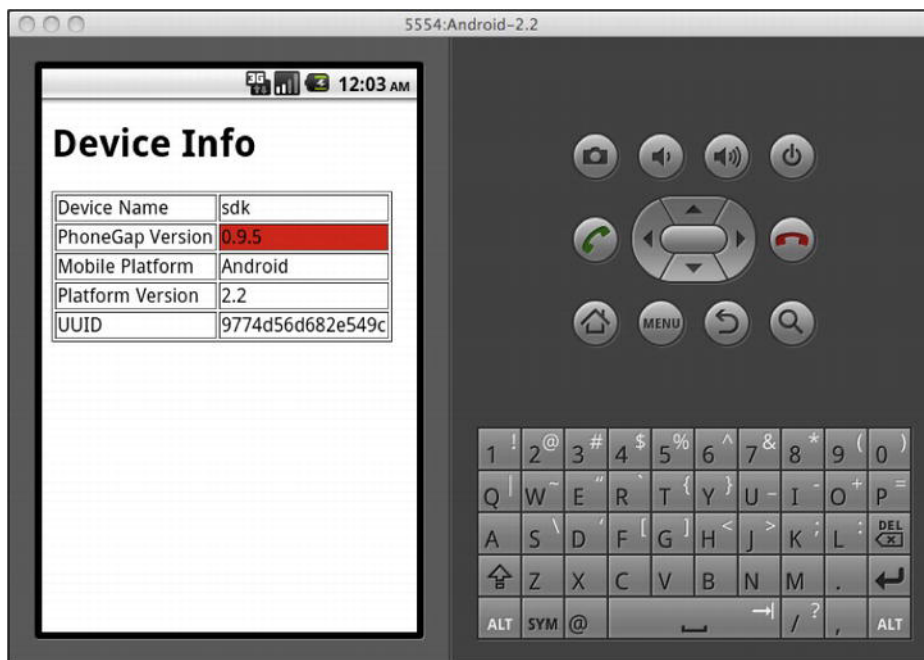 5554:Android-2.2
3G 12:03 AM
Device Info
Device Name sdk
PhoneGap Version 0.9.5
Mobile Platform Android
Platform Version 2.2
UUID 9774d56d682e549c
MENU
1 ! 2 @ 3 # 4 $ 5 % 6 ^ 7 & 8 * 9 ( 0 )
Q | W ~ E " R ` T { Y } U _ I - O + P =
A S \ D ' F [ G ] H < J > K ; L : DEL
Z X C V B N M .
ALT SYM @ / ? , ALT